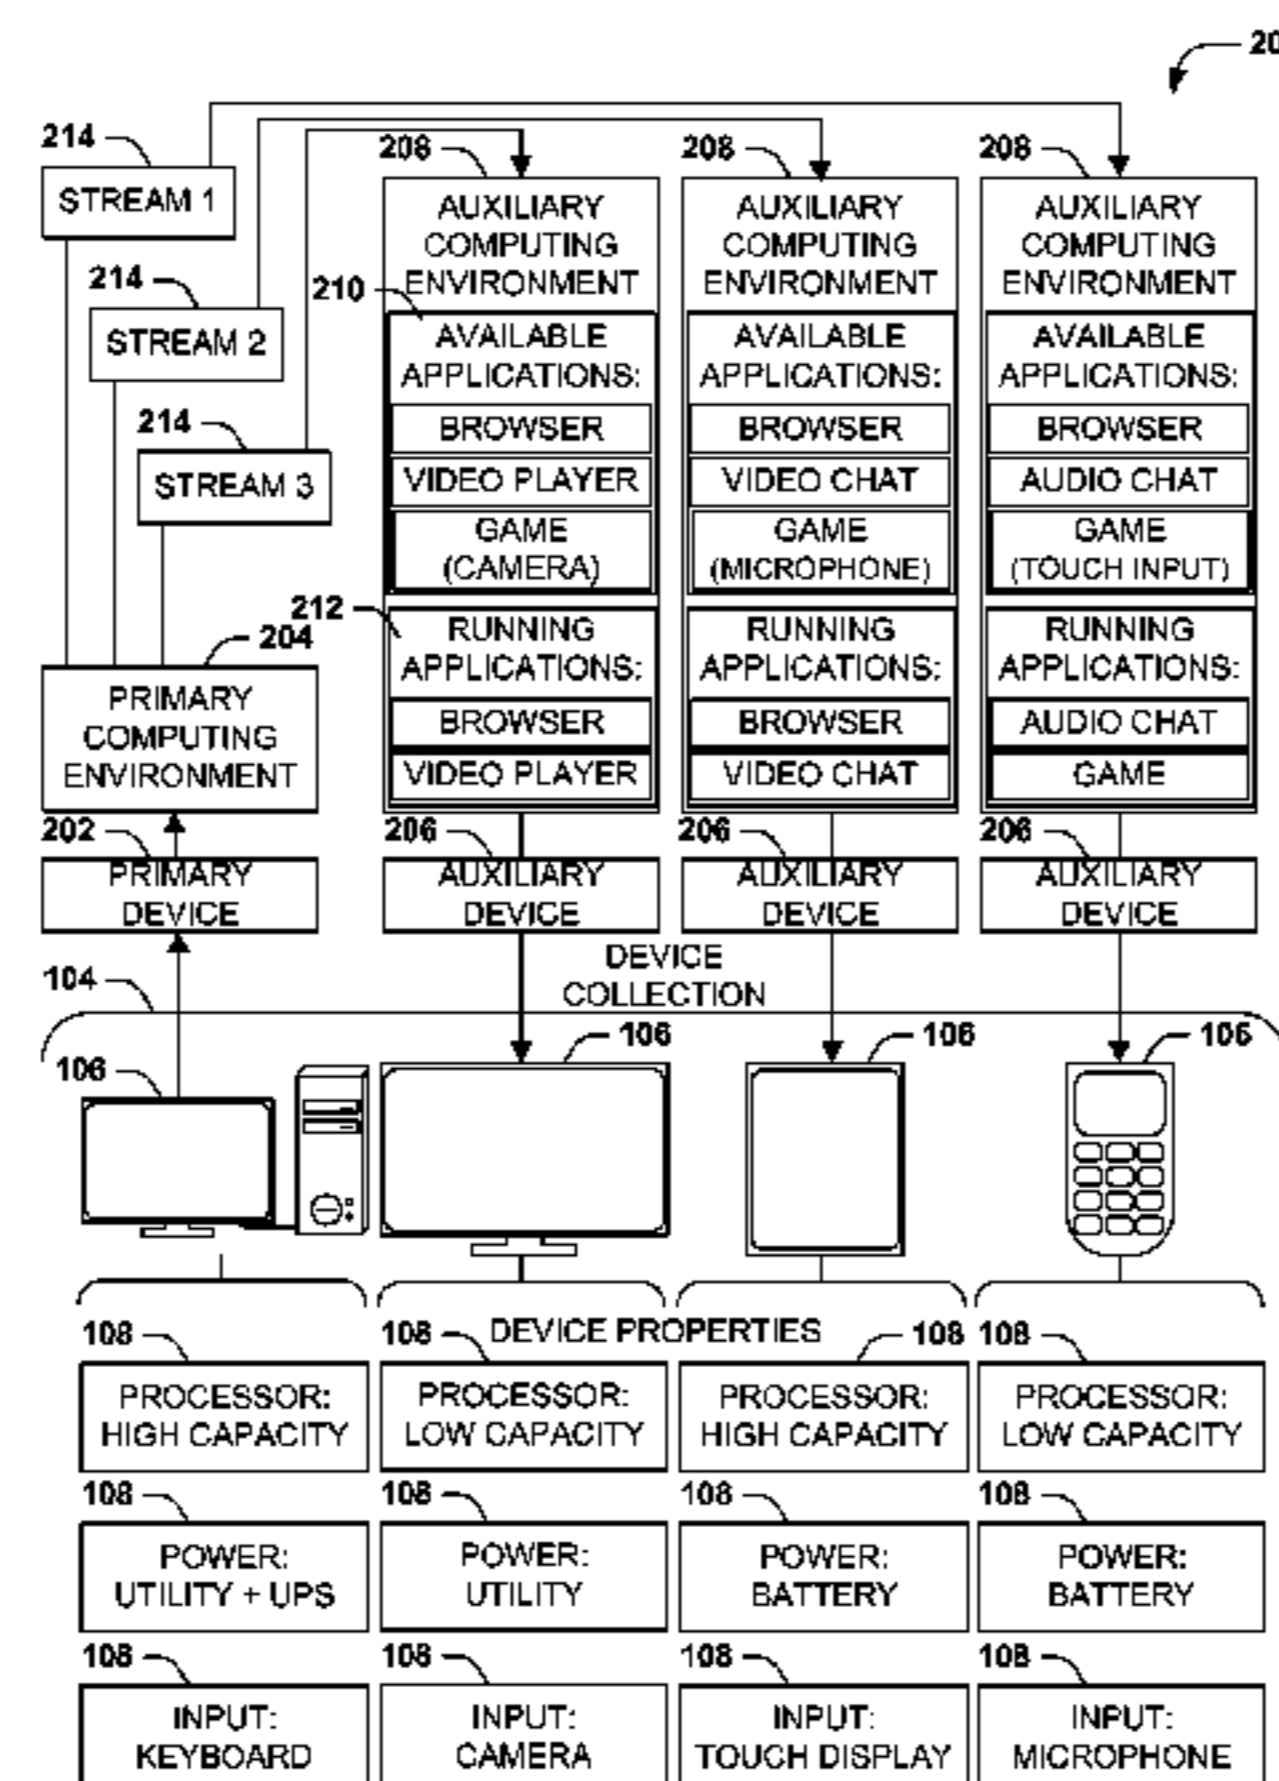 20
214
STREAM 1
214
STREAM 2
214
STREAM 3
204
PRIMARY
COMPUTING
ENVIRONMENT
202
PRIMARY
DEVICE
208
AUXILIARY
COMPUTING
ENVIRONMENT
210
AVAILABLE
APPLICATIONS:
BROWSER
VIDEO PLAYER
GAME
(CAMERA)
212
RUNNING
APPLICATIONS:
BROWSER
VIDEO PLAYER
206
AUXILIARY
DEVICE
208
AUXILIARY
COMPUTING
ENVIRONMENT
AVAILABLE
APPLICATIONS:
BROWSER
VIDEO CHAT
GAME
(MICROPHONE)
RUNNING
APPLICATIONS:
BROWSER
VIDEO CHAT
206
AUXILIARY
DEVICE
208
AUXILIARY
COMPUTING
ENVIRONMENT
AVAILABLE
APPLICATIONS:
BROWSER
AUDIO CHAT
GAME
(TOUCH INPUT)
RUNNING
APPLICATIONS:
AUDIO CHAT
GAME
206
AUXILIARY
DEVICE
DEVICE
COLLECTION
104
106
106
106
106
DEVICE PROPERTIES
108
PROCESSOR:
HIGH CAPACITY
108
POWER:
UTILITY + UPS
108
INPUT:
KEYBOARD
108
PROCESSOR:
LOW CAPACITY
108
POWER:
UTILITY
108
INPUT:
CAMERA
108
PROCESSOR:
HIGH CAPACITY
108
POWER:
BATTERY
108
INPUT:
TOUCH DISPLAY
108
PROCESSOR:
LOW CAPACITY
108
POWER:
BATTERY
108
INPUT:
MICROPHONE